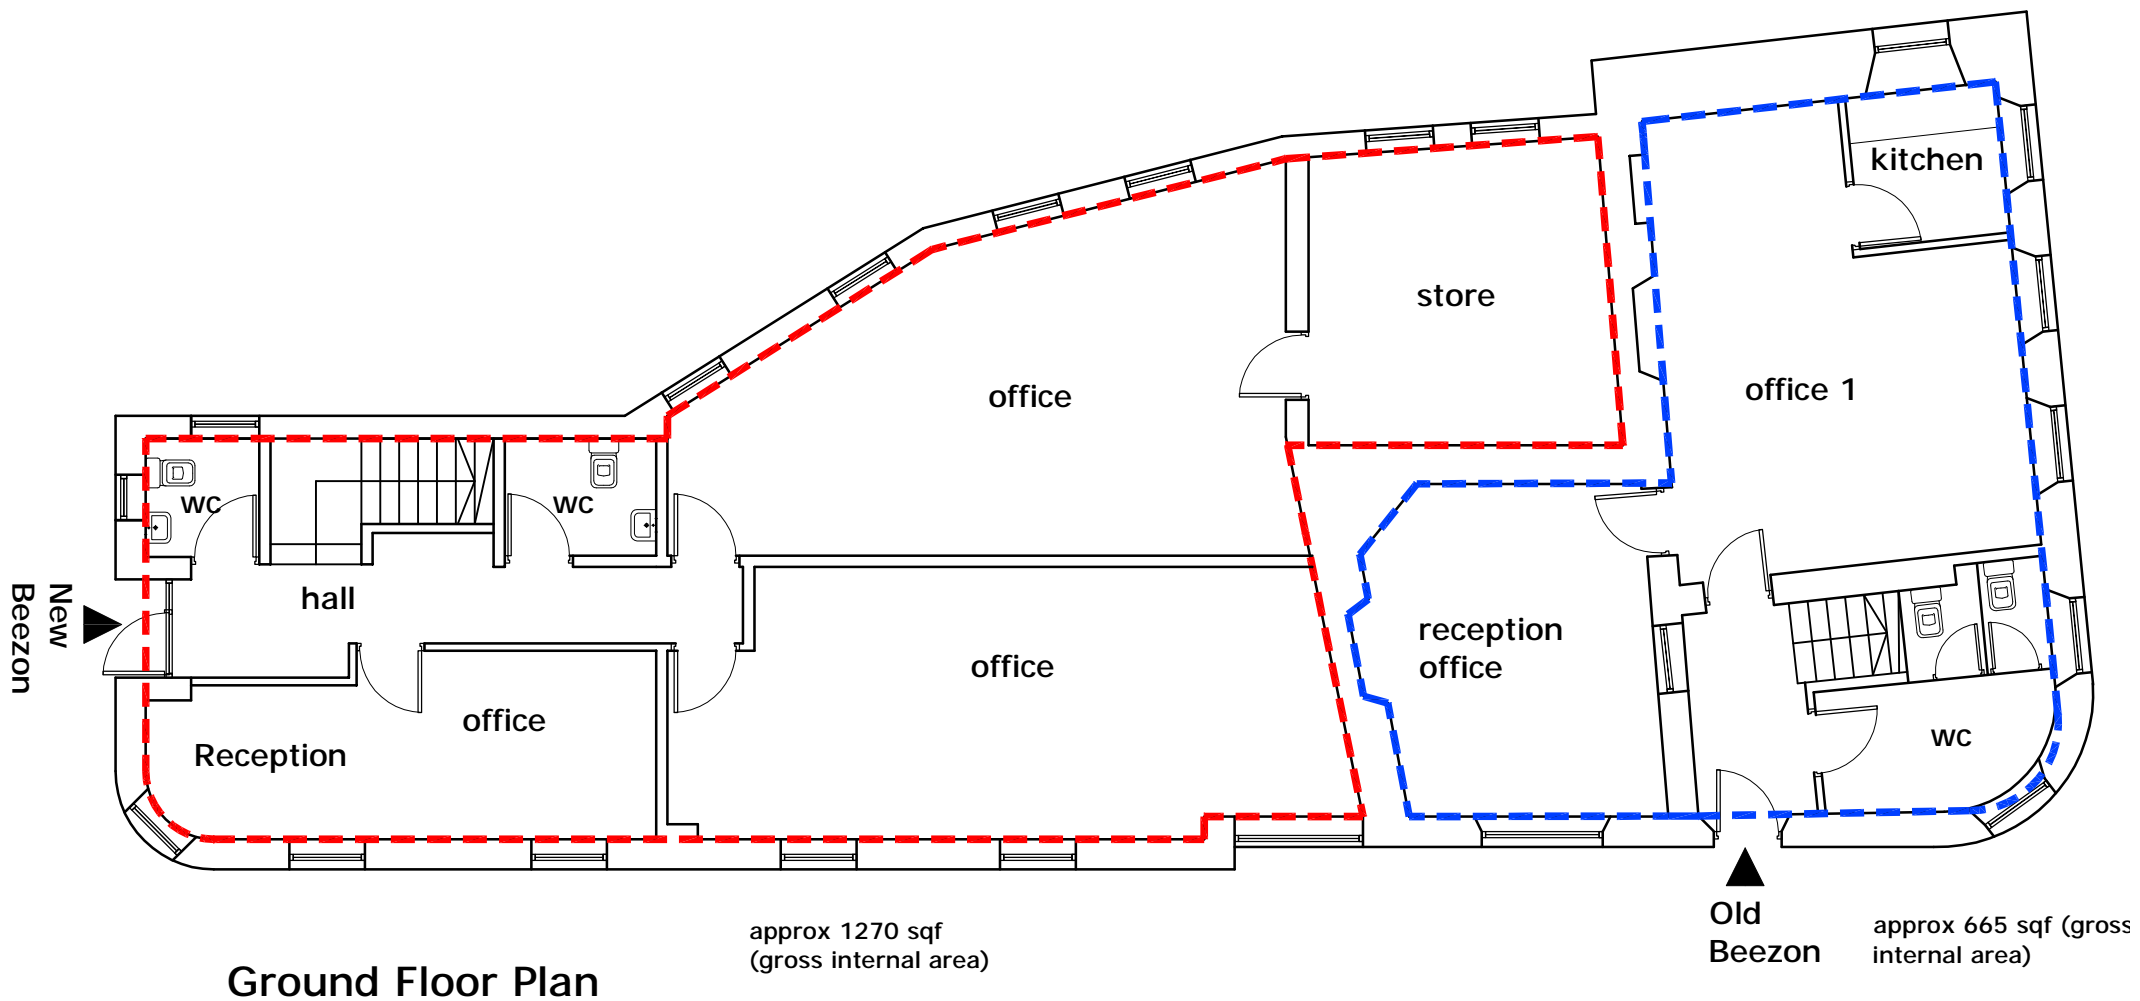 kitchen
store
office
office 1
wc
wc
hall
reception
office
office
office
Reception
wc
New
Beezon
Old
Beezon
approx 1270 sqf
(gross internal area)
approx 665 sqf (gross
internal area)
Ground Floor Plan